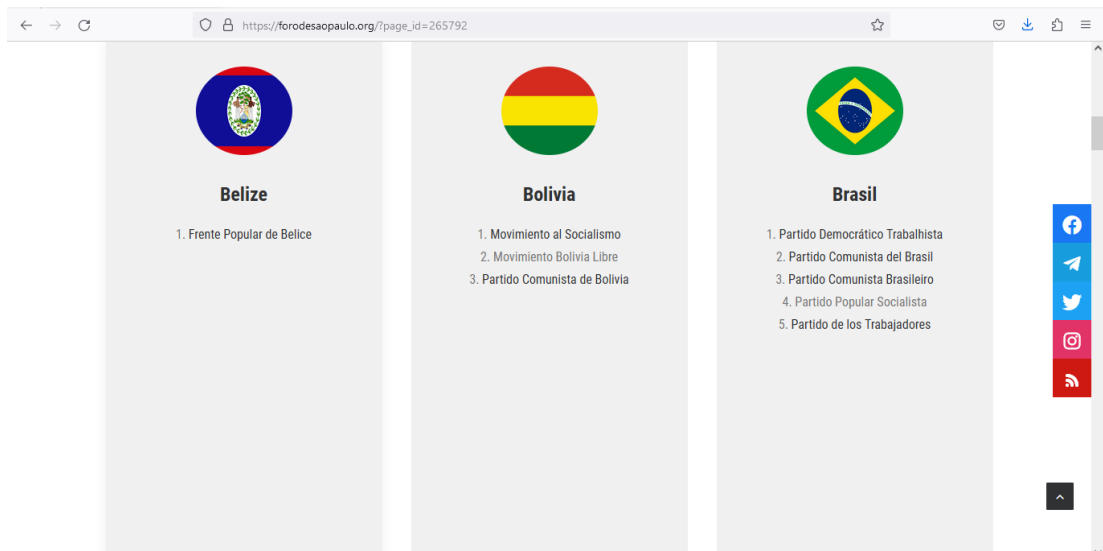 https://forodesaopaulo.org/?page_id=265792
Belize
1. Frente Popular de Belice
Bolivia
1. Movimiento al Socialismo
2. Movimiento Bolivia Libre
3. Partido Comunista de Bolivia
Brasil
1. Partido Democrático Trabalhista
2. Partido Comunista del Brasil
3. Partido Comunista Brasileiro
4. Partido Popular Socialista
5. Partido de los Trabajadores